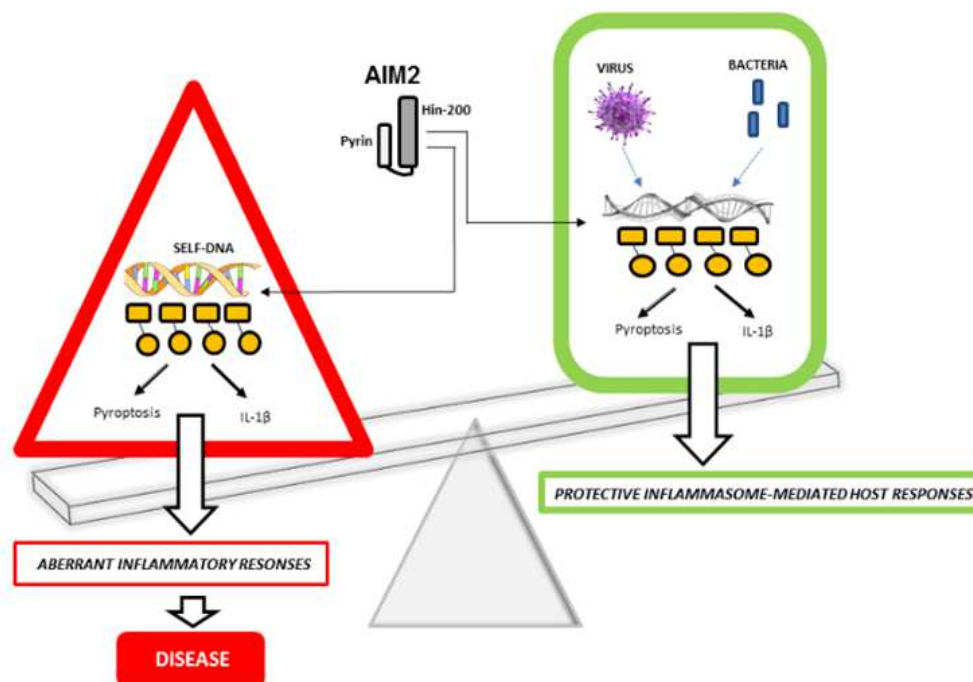 AIM2
Hin-200
Pyrin
VIRUS
BACTERIA
SELF-DNA
Pyroptosis
IL-1β
Pyroptosis
IL-1β
PROTECTIVE INFLAMMASOME-MEDIATED HOST RESPONSES
ABERRANT INFLAMMATORY RESONSES
DISEASE